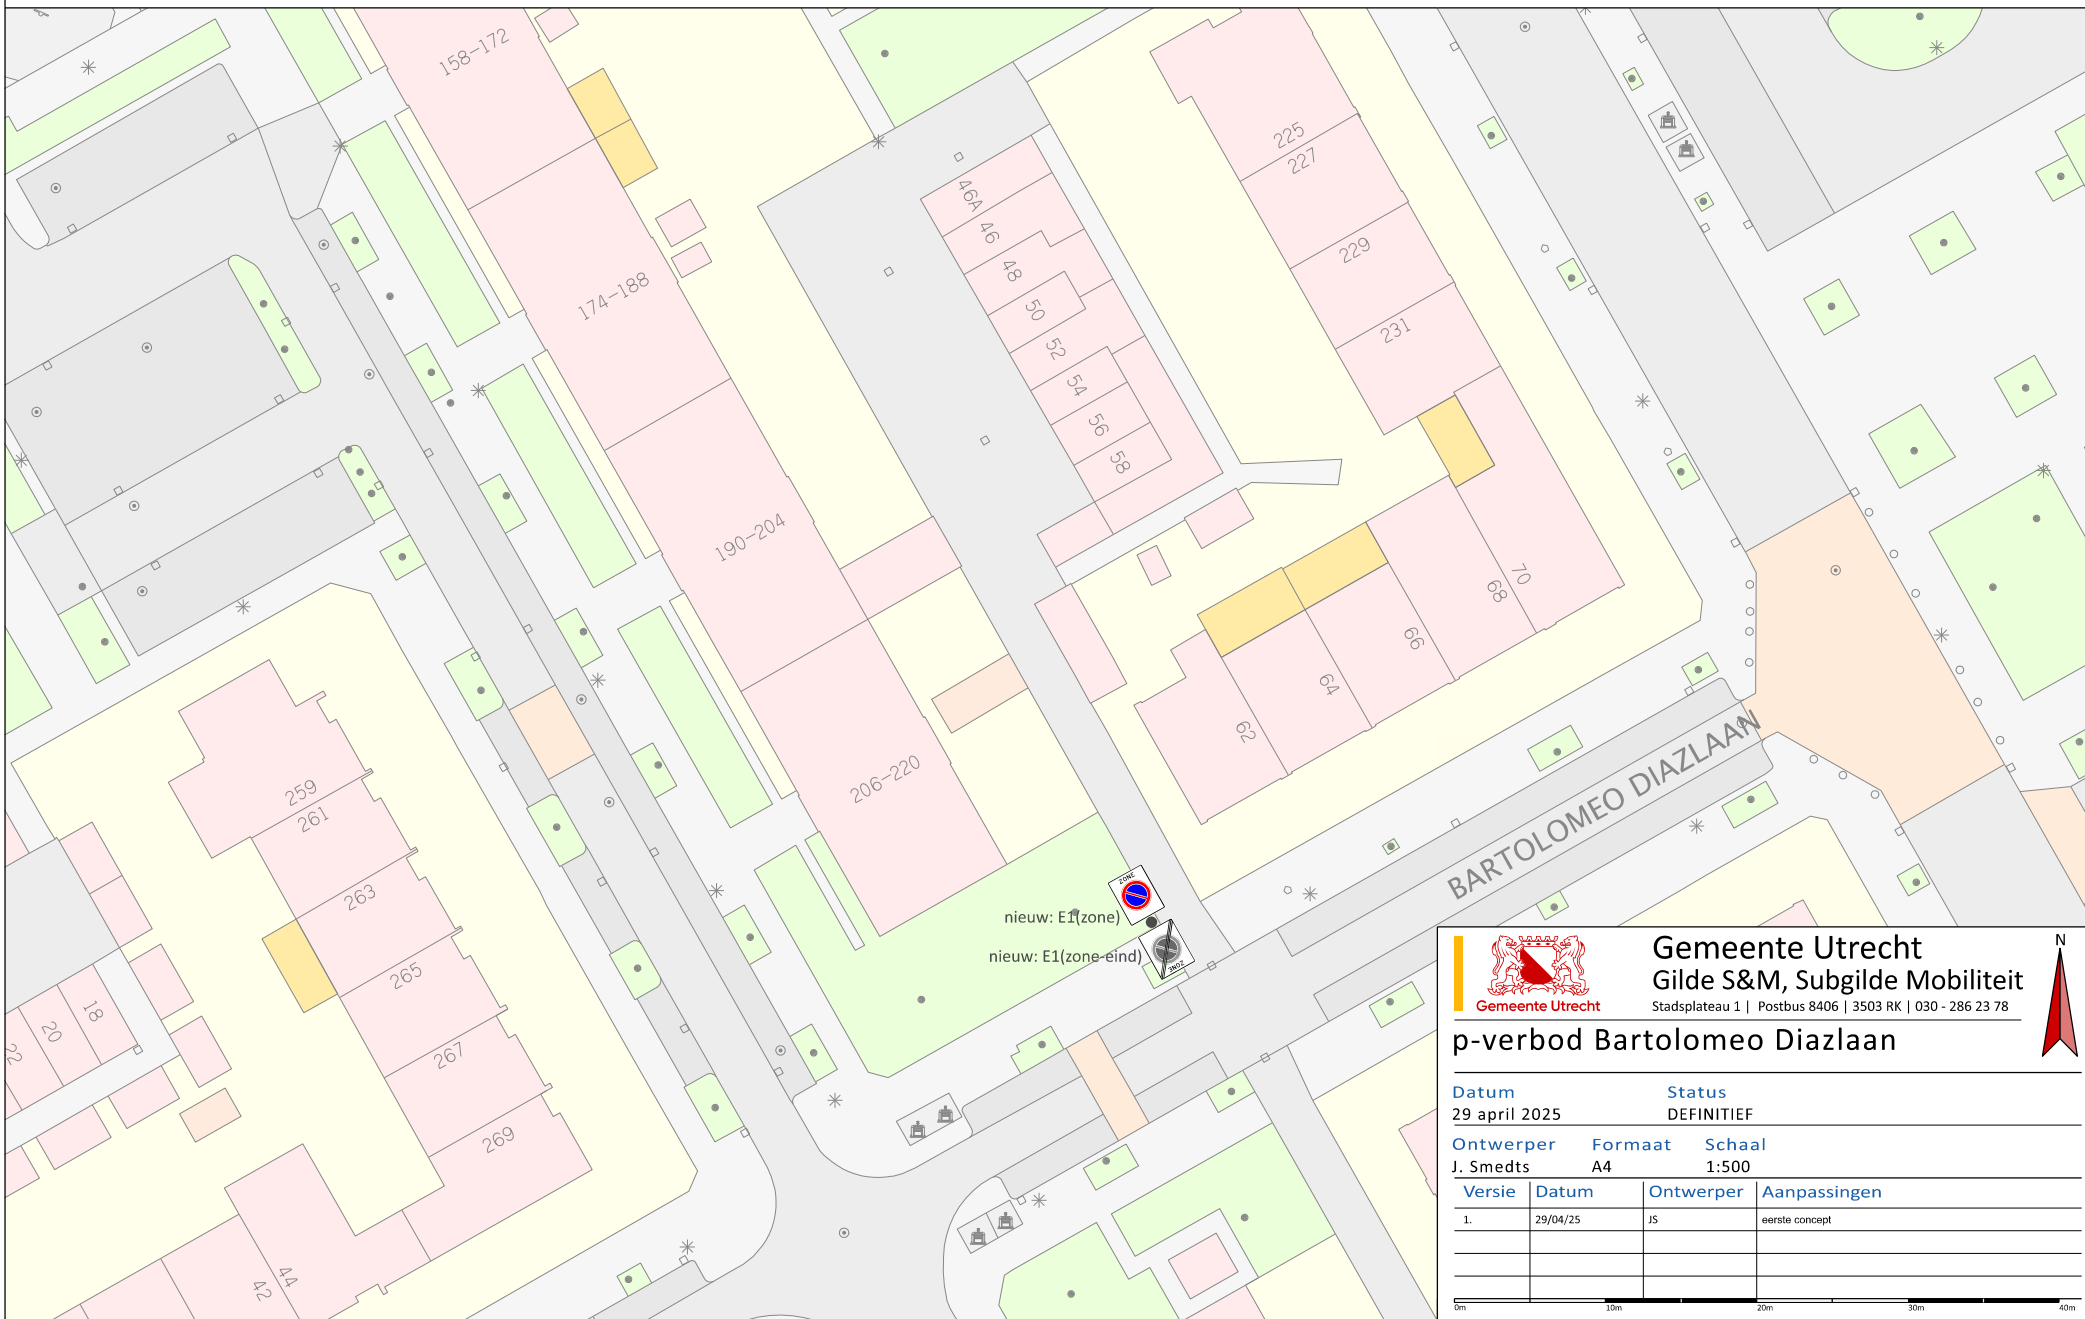 158-172
174-188
190-204
206-220
46A
46
48
50
52
54
56
58
225
227
229
231
70
68
66
64
62
259
261
263
265
267
269
18
20
22
44
42
BARTOLOMEO DIAZLAAN
ZONE
nieuw: E1(zone)
nieuw: E1(zone-eind)
ZONE
Gemeente Utrecht
Gemeente Utrecht
Gilde S&M, Subgilde Mobiliteit
Stadsplateau 1 | Postbus 8406 | 3503 RK | 030 - 286 23 78
N
p-verbod Bartolomeo Diazlaan
Datum Status
29 april 2025 DEFINITIEF
Ontwerper Formaat Schaal
J. Smedts A4 1:500
Versie Datum Ontwerper Aanpassingen
1. 29/04/25 JS eerste concept
0m 10m 20m 30m 40m